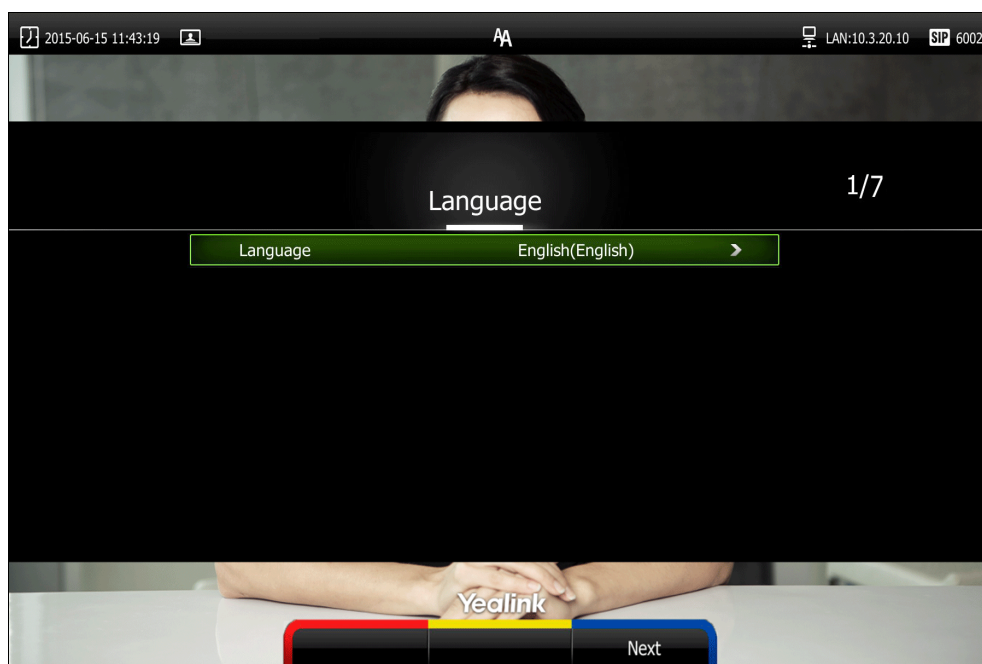 2015-06-15 11:43:19 AA LAN:10.3.20.10 SIP 6002
1/7
Language
Language English(English)
Yealink
Next